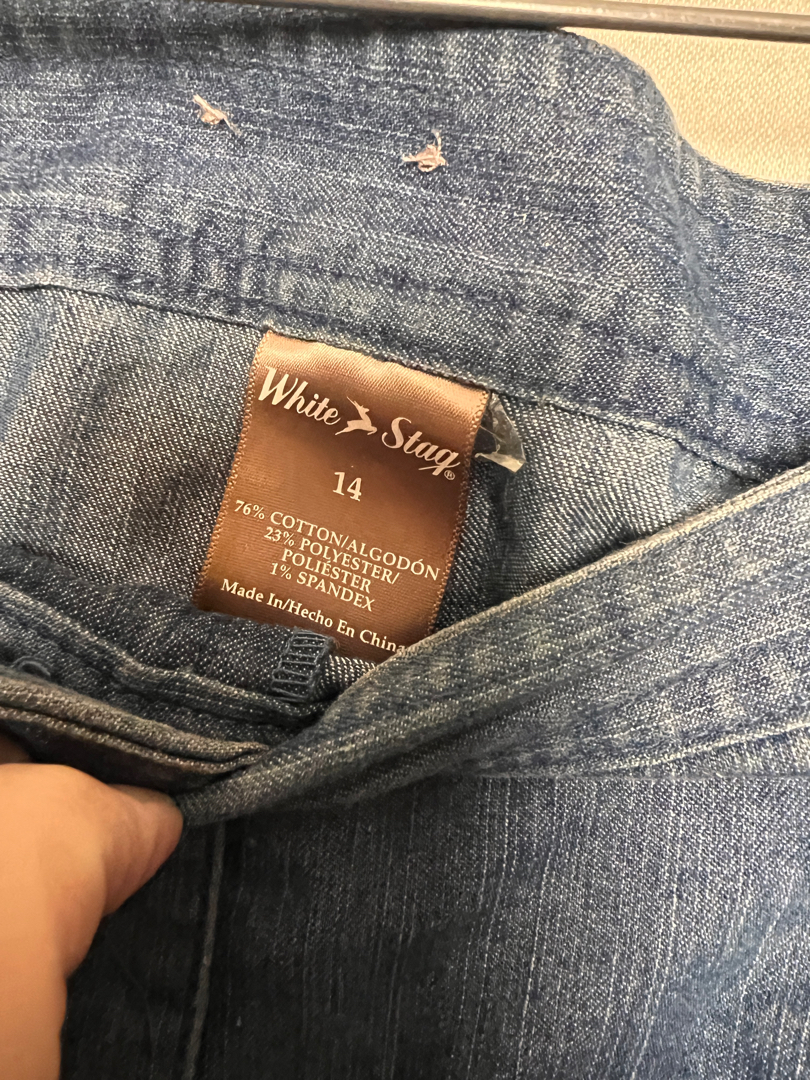 White Stag®
14
76% COTTON/ALGODÓN
23% POLYESTER/
POLIÉSTER
1% SPANDEX
Made In/Hecho En China